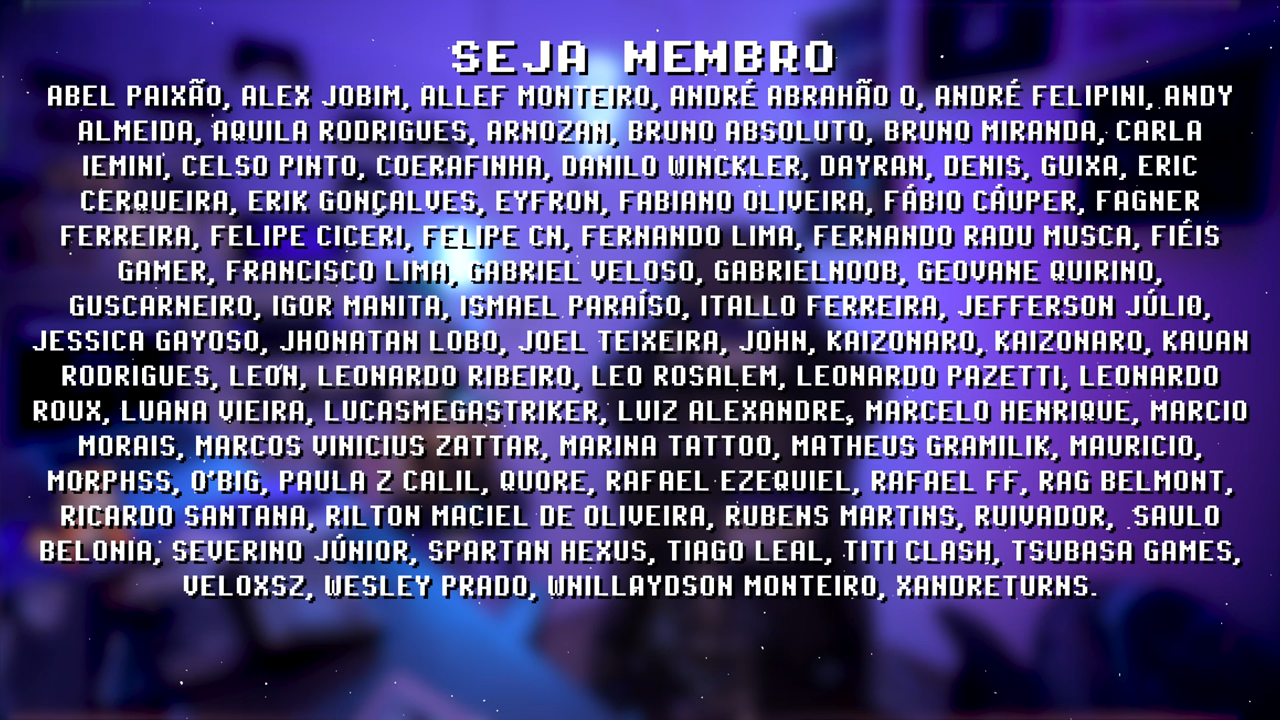 SEJA MEMBRO
ABEL PAIXÃO, ALEX JOBIM, ALLEF MONTEIRO, ANDRÉ ABRAHÃO O, ANDRÉ FELIPINI, ANDY
ALMEIDA, AQUILA RODRIGUES, ARNOZAN, BRUNO ABSOLUTO, BRUNO MIRANDA, CARLA
IEMINI, CELSO PINTO, COERAFINHA, DANILO WINCKLER, DAYRAN, DENIS, GUIXA, ERIC
CERQUEIRA, ERIK GONÇALVES, EYFRON, FABIANO OLIVEIRA, FÁBIO CÁUPER, FAGNER
FERREIRA, FELIPE CICERI, FELIPE CN, FERNANDO LIMA, FERNANDO RADU MUSCA, FIÉIS
GAMER, FRANCISCO LIMA, GABRIEL VELOSO, GABRIELNOOB, GEOVANE QUIRINO,
GUSCARNEIRO, IGOR MANITA, ISMAEL PARAÍSO, ITALLO FERREIRA, JEFFERSON JÚLIO,
JESSICA GAYOSO, JHONATAN LOBO, JOEL TEIXEIRA, JOHN, KAIZONARO, KAIZONARO, KAUAN
RODRIGUES, LEO'N, LEONARDO RIBEIRO, LEO ROSALEM, LEONARDO PAZETTI, LEONARDO
ROUX, LUANA VIEIRA, LUCASMEGASTRIKER, LUIZ ALEXANDRE, MARCELO HENRIQUE, MARCIO
MORAIS, MARCOS VINICIUS ZATTAR, MARINA TATTOO, MATHEUS GRAMILIK, MAURICIO,
MORPHSS, O'BIG, PAULA Z CALIL, QUORE, RAFAEL EZEQUIEL, RAFAEL FF, RAG BELMONT,
RICARDO SANTANA, RILTON MACIEL DE OLIVEIRA, RUBENS MARTINS, RUIVADOR, SAULO
BELONIA, SEVERINO JÚNIOR, SPARTAN HEXUS, TIAGO LEAL, TITI CLASH, TSUBASA GAMES,
VELOXSZ, WESLEY PRADO, WNILLAYDSON MONTEIRO, XANDRETURNS.